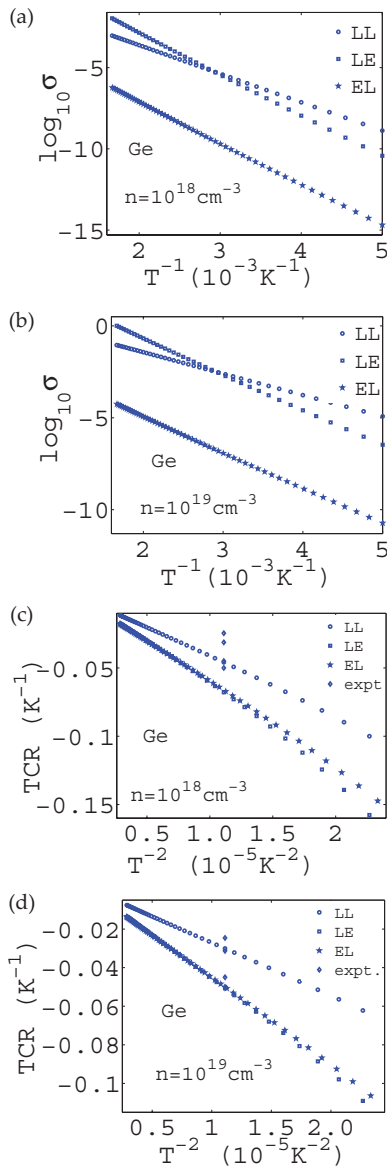 (a)
LL
LE
EL
−5
−10
−15
log₁₀σ
Ge
n=10¹⁸cm⁻³
2 3 4 5
T⁻¹(10⁻³K⁻¹)
(b)
0
−5
−10
LL
LE
EL
log₁₀σ
Ge
n=10¹⁹cm⁻³
2 3 4 5
T⁻¹(10⁻³K⁻¹)
(c)
LL
LE
EL
expt
−0.05
−0.1
−0.15
TCR (K⁻¹)
Ge
n=10¹⁸cm⁻³
0.5 1.0 1.5 2
T⁻² (10⁻⁵K⁻²)
(d)
LL
LE
EL
expt.
−0.02
−0.04
−0.06
−0.08
−0.1
TCR (K⁻¹)
Ge
n=10¹⁹cm⁻³
0.5 1 1.5 2.0
T⁻² (10⁻⁵K⁻²)